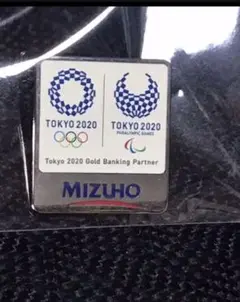 TOKYO 2020
TOKYO 2020
PARALYMPIC GAMES
Tokyo 2020 Gold Banking Partner
MIZUHO